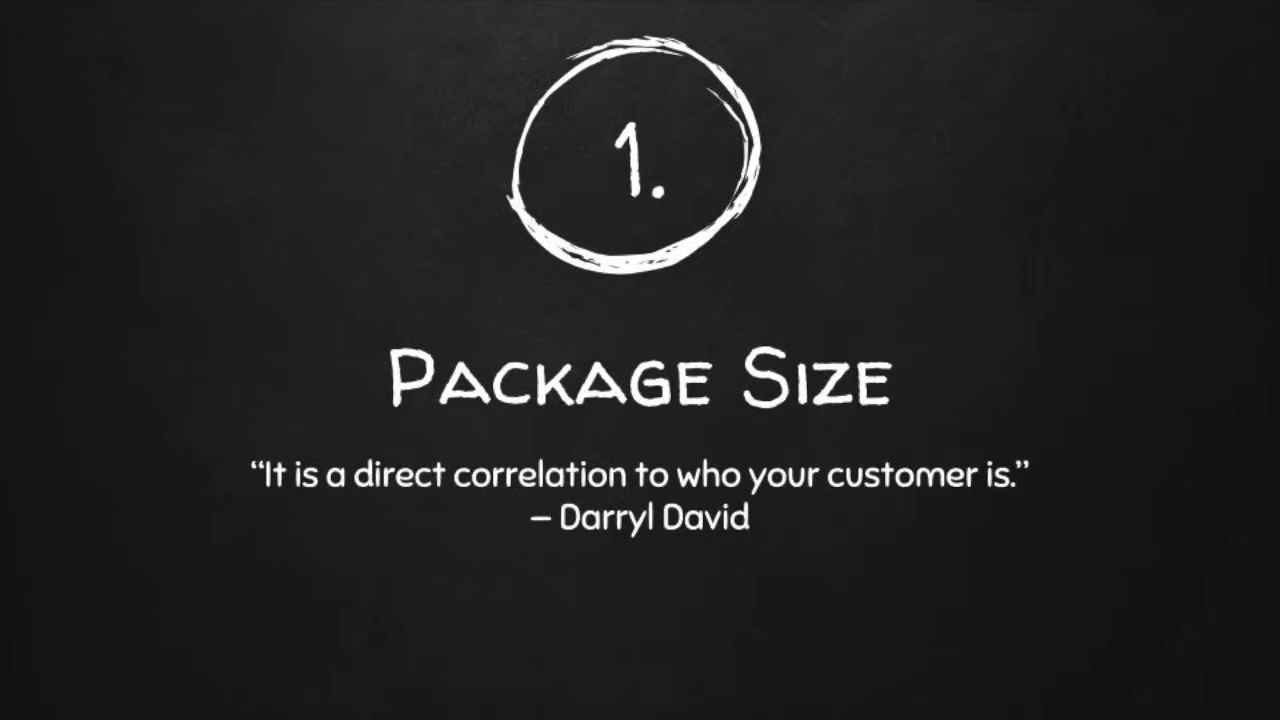 1.
Package Size
“It is a direct correlation to who your customer is.”
– Darryl David